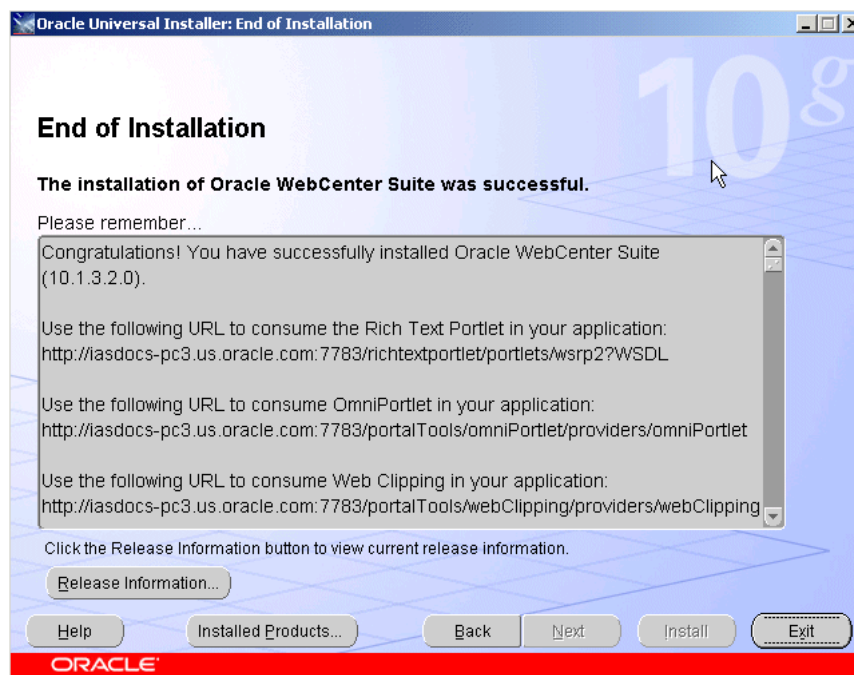 Oracle Universal Installer: End of Installation
10g
End of Installation
The installation of Oracle WebCenter Suite was successful.
Please remember...
Congratulations! You have successfully installed Oracle WebCenter Suite
(10.1.3.2.0).
Use the following URL to consume the Rich Text Portlet in your application:
http://iasdocs-pc3.us.oracle.com:7783/richtextportlet/portlets/wsrp2?WSDL
Use the following URL to consume OmniPortlet in your application:
http://iasdocs-pc3.us.oracle.com:7783/portalTools/omniPortlet/providers/omniPortlet
Use the following URL to consume Web Clipping in your application:
http://iasdocs-pc3.us.oracle.com:7783/portalTools/webClipping/providers/webClipping
Click the Release Information button to view current release information.
Release Information...
Help Installed Products... Back Next Install Exit
ORACLE